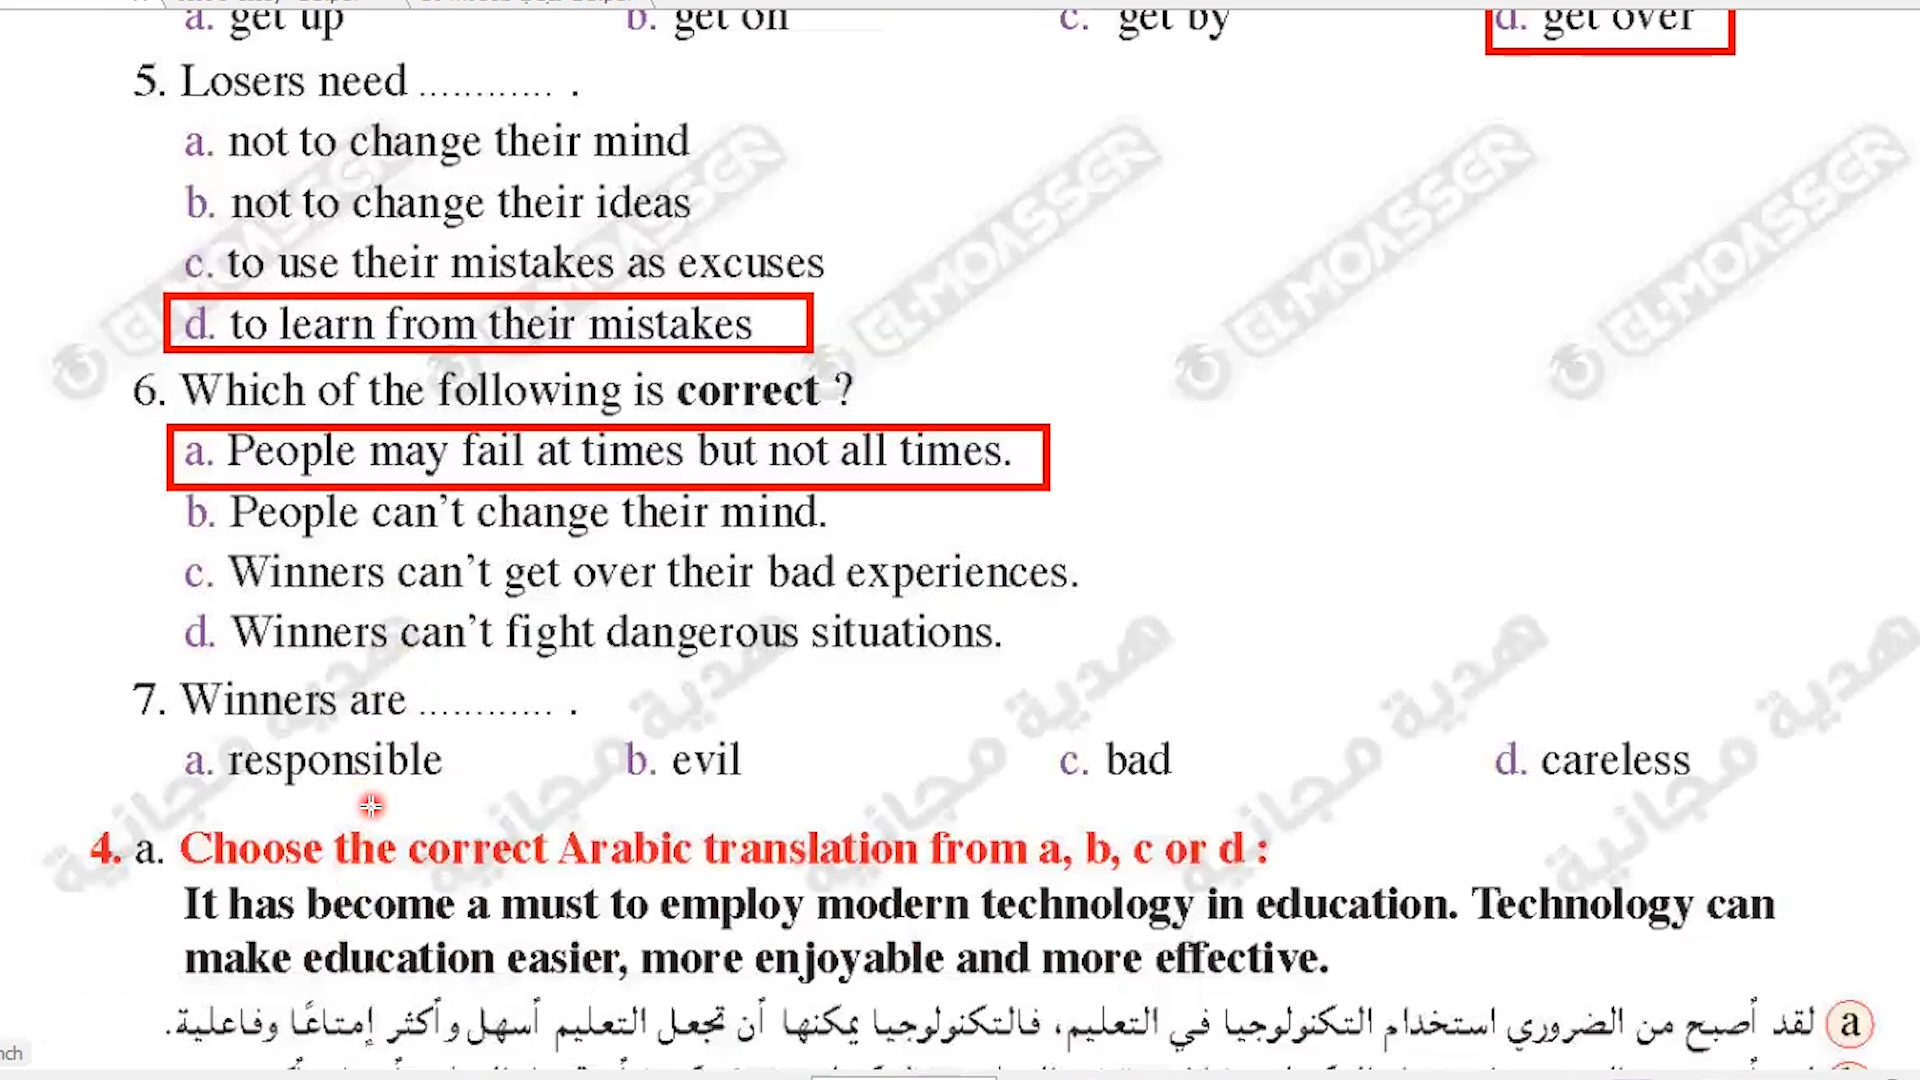 a. get up b. get on c. get by d. get over
5. Losers need ............ .
a. not to change their mind
b. not to change their ideas
c. to use their mistakes as excuses
d. to learn from their mistakes
6. Which of the following is correct ?
a. People may fail at times but not all times.
b. People can’t change their mind.
c. Winners can’t get over their bad experiences.
d. Winners can’t fight dangerous situations.
7. Winners are ............ .
a. responsible b. evil c. bad d. careless
4. a. Choose the correct Arabic translation from a, b, c or d :
It has become a must to employ modern technology in education. Technology can
make education easier, more enjoyable and more effective.
a لقد أصبح من الضروري استخدام التكنولوجيا في التعليم، فالتكنولوجيا يمكنها أن تجعل التعليم أسهل وأكثر إمتاعًا وفاعلية.
ELMOASSER
هدية مجانية